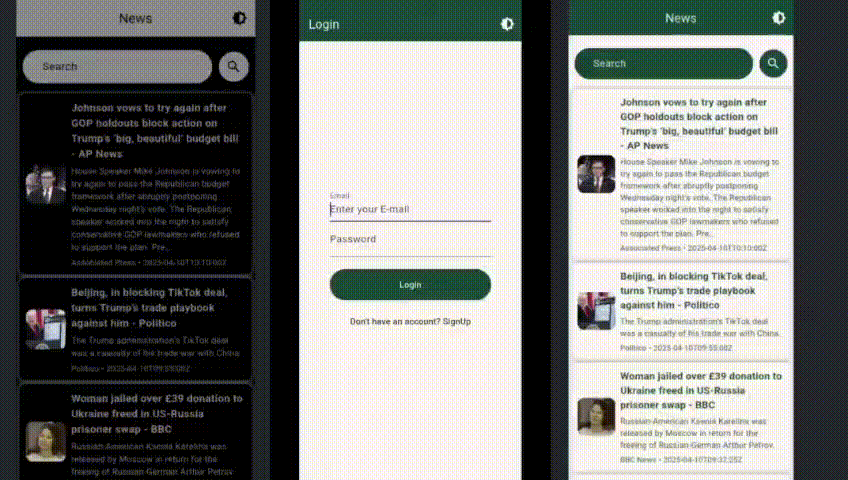 News
Search
Johnson vows to try again after
GOP holdouts block action on
Trump's 'big, beautiful' budget bill
- AP News
House Speaker Mike Johnson is vowing to
try again to pass the Republican budget
framework after abruptly postponing
Wednesday night's vote. The Republican
speaker worked into the night to satisfy
conservative GOP lawmakers who refused
to support the plan. Pre...
Associated Press • 2025-04-10T10:10:00Z
Beijing, in blocking TikTok deal,
turns Trump's trade playbook
against him - Politico
The Trump administration's TikTok deal
was a casualty of his trade war with China.
Politico • 2025-04-10T09:55:00Z
Woman jailed over £39 donation to
Ukraine freed in US-Russia
prisoner swap - BBC
Russian-American Ksenia Karelina was
released by Moscow in return for the
freeing of Russian-German Arthur Petrov.
Login
Email
Enter your E-mail
Password
Login
Don't have an account? SignUp
News
Search
Johnson vows to try again after
GOP holdouts block action on
Trump's 'big, beautiful' budget bill
- AP News
House Speaker Mike Johnson is vowing to
try again to pass the Republican budget
framework after abruptly postponing
Wednesday night's vote. The Republican
speaker worked into the night to satisfy
conservative GOP lawmakers who refused
to support the plan. Pre...
Associated Press • 2025-04-10T10:10:00Z
Beijing, in blocking TikTok deal,
turns Trump's trade playbook
against him - Politico
The Trump administration's TikTok deal
was a casualty of his trade war with China.
Politico • 2025-04-10T09:55:00Z
Woman jailed over £39 donation to
Ukraine freed in US-Russia
prisoner swap - BBC
Russian-American Ksenia Karelina was
released by Moscow in return for the
freeing of Russian-German Arthur Petrov.
BBC News • 2025-04-10T09:37:25Z